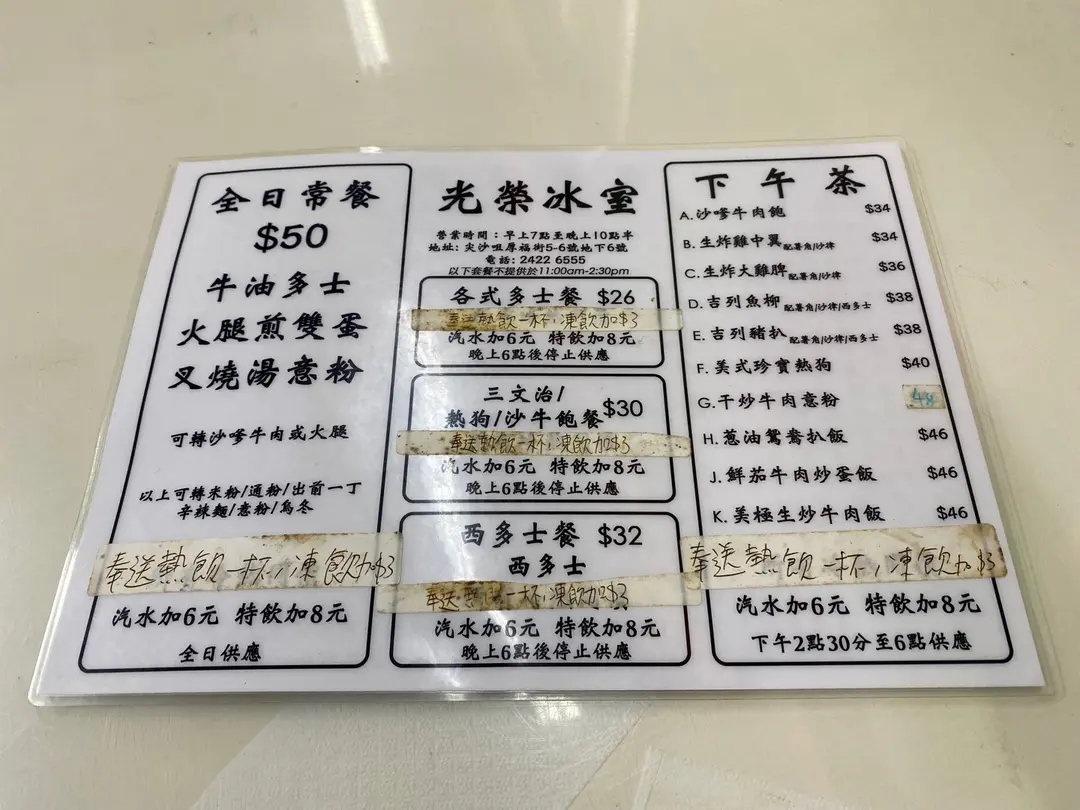 全日常餐
$50
牛油多士
火腿煎雙蛋
叉燒湯意粉
可轉沙嗲牛肉或火腿
以上可轉米粉/通粉/出前一丁
辛辣麵/意粉/烏冬
奉送熱飲一杯,凍飲加$3
汽水加6元 特飲加8元
全日供應
光榮冰室
營業時間：早上7點至晚上10點半
地址: 尖沙咀厚福街5-6號地下6號
電話: 2422 6555
以下套餐不提供於11:00am-2:30pm
各式多士餐 $26
奉送熱飲一杯,凍飲加$3
汽水加6元 特飲加8元
晚上6點後停止供應
三文治/
熱狗/沙牛飽餐 $30
奉送熱飲一杯,凍飲加$3
汽水加6元 特飲加8元
晚上6點後停止供應
西多士餐 $32
西多士
奉送 一杯,凍飲加$3
汽水加6元 特飲加8元
晚上6點後停止供應
下午茶
A.沙嗲牛肉飽 $34
B.生炸雞中翼配薯角/沙律 $34
C.生炸大雞脾配薯角/沙律 $36
D.吉列魚柳配薯角/沙律/西多士 $38
E.吉列豬扒配薯角/沙律/西多士 $38
F.美式珍寶熱狗 $40
G.干炒牛肉意粉 48
H.蔥油鴛鴦扒飯 $46
J.鮮茄牛肉炒蛋飯 $46
K.美極生炒牛肉飯 $46
奉送熱飲一杯,凍飲加$3
汽水加6元 特飲加8元
下午2點30分至6點供應